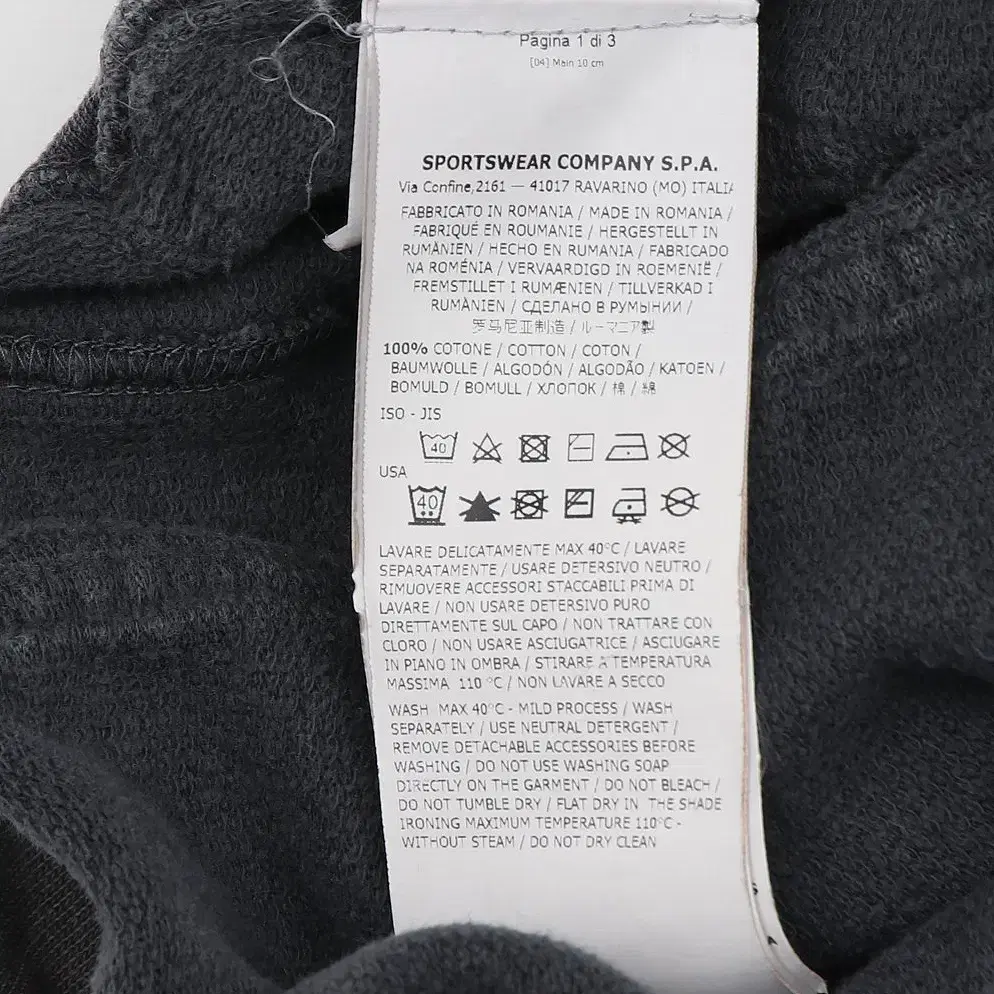 Pagina 1 di 3
[04] Main 10 cm
SPORTSWEAR COMPANY S.P.A.
Via Confine,2161 — 41017 RAVARINO (MO) ITALIA
FABBRICATO IN ROMANIA / MADE IN ROMANIA /
FABRIQUÉ EN ROUMANIE / HERGESTELLT IN
RUMÄNIEN / HECHO EN RUMANIA / FABRICADO
NA ROMÉNIA / VERVAARDIGD IN ROEMENIË /
FREMSTILLET I RUMÆNIEN / TILLVERKAD I
RUMÄNIEN / СДЕЛАНО В РУМЫНИИ /
罗马尼亚制造 / ルーマニア製
100% COTONE / COTTON / COTON /
BAUMWOLLE / ALGODÓN / ALGODÃO / KATOEN /
BOMULD / BOMULL / ХЛОПОК / 棉 / 綿
ISO - JIS
40
USA
40
LAVARE DELICATAMENTE MAX 40°C / LAVARE
SEPARATAMENTE / USARE DETERSIVO NEUTRO /
RIMUOVERE ACCESSORI STACCABILI PRIMA DI
LAVARE / NON USARE DETERSIVO PURO
DIRETTAMENTE SUL CAPO / NON TRATTARE CON
CLORO / NON USARE ASCIUGATRICE / ASCIUGARE
IN PIANO IN OMBRA / STIRARE A TEMPERATURA
MASSIMA 110 °C / NON LAVARE A SECCO
WASH MAX 40°C - MILD PROCESS / WASH
SEPARATELY / USE NEUTRAL DETERGENT /
REMOVE DETACHABLE ACCESSORIES BEFORE
WASHING / DO NOT USE WASHING SOAP
DIRECTLY ON THE GARMENT / DO NOT BLEACH /
DO NOT TUMBLE DRY / FLAT DRY IN THE SHADE
IRONING MAXIMUM TEMPERATURE 110°C -
WITHOUT STEAM / DO NOT DRY CLEAN